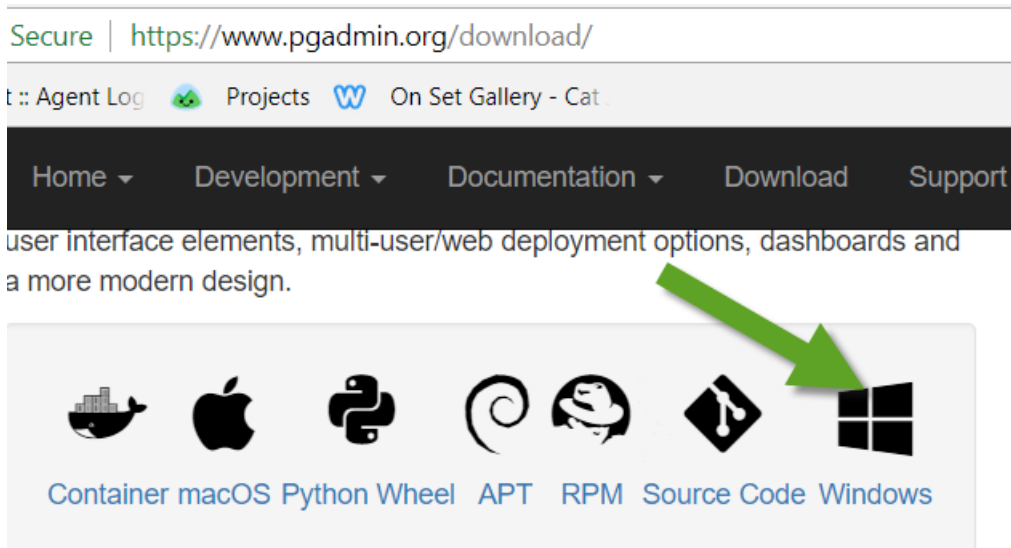 Secure | https://www.pgadmin.org/download/
t :: Agent Log Projects On Set Gallery - Cat
Home Development Documentation Download Support
user interface elements, multi-user/web deployment options, dashboards and
a more modern design.
Container macOS Python Wheel APT RPM Source Code Windows